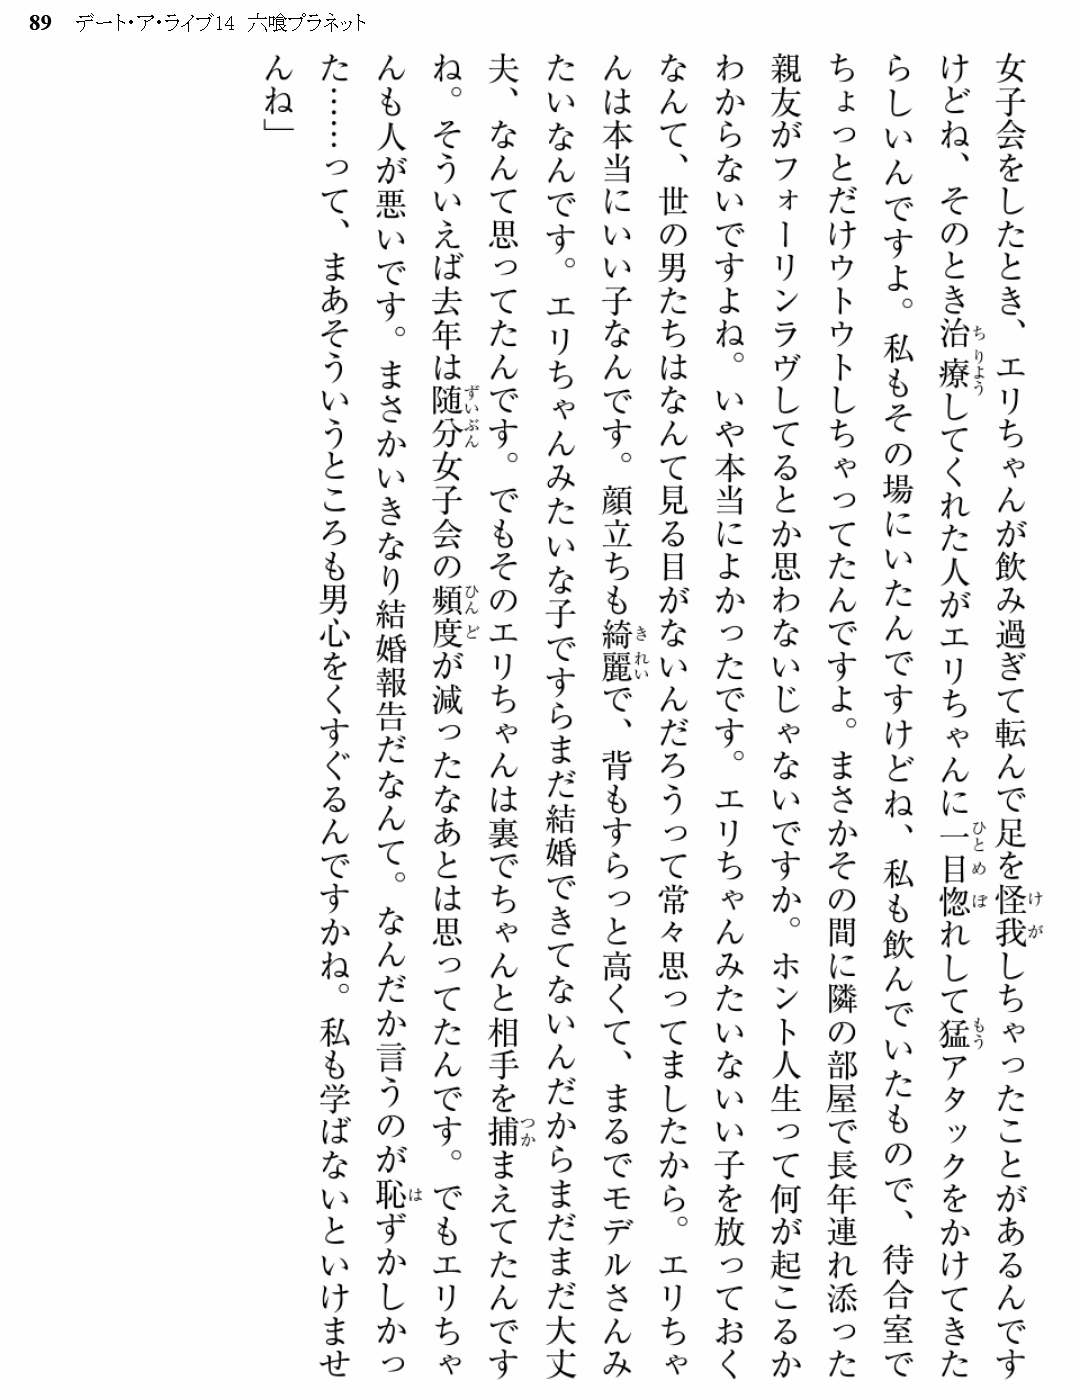 89 デート・ア・ライブ14 六喰プラネット
女子会をしたとき、エリちゃんが飲み過ぎて転んで足を怪我しちゃったことがあるんです
けどね、そのとき治療してくれた人がエリちゃんに一目惚れして猛アタックをかけてきた
らしいんですよ。私もその場にいたんですけどね、私も飲んでいたもので、待合室で
ちょっとだけウトウトしちゃってたんですよ。まさかその間に隣の部屋で長年連れ添った
親友がフォーリンラヴしてるとか思わないじゃないですか。ホント人生って何が起こるか
わからないですよね。いや本当によかったです。エリちゃんみたいないい子を放っておく
なんて、世の男たちはなんて見る目がないんだろうって常々思ってましたから。エリちゃ
んは本当にいい子なんです。顔立ちも綺麗で、背もすらっと高くて、まるでモデルさんみ
たいなんです。エリちゃんみたいな子ですらまだ結婚できてないんだからまだまだ大丈
夫、なんて思ってたんです。でもそのエリちゃんは裏でちゃんと相手を捕まえてたんです
ね。そういえば去年は随分女子会の頻度が減ったなあとは思ってたんです。でもエリちゃ
んも人が悪いです。まさかいきなり結婚報告だなんて。なんだか言うのが恥ずかしかっ
た……って、まあそういうところも男心をくすぐるんですかね。私も学ばないといけませ
んね」